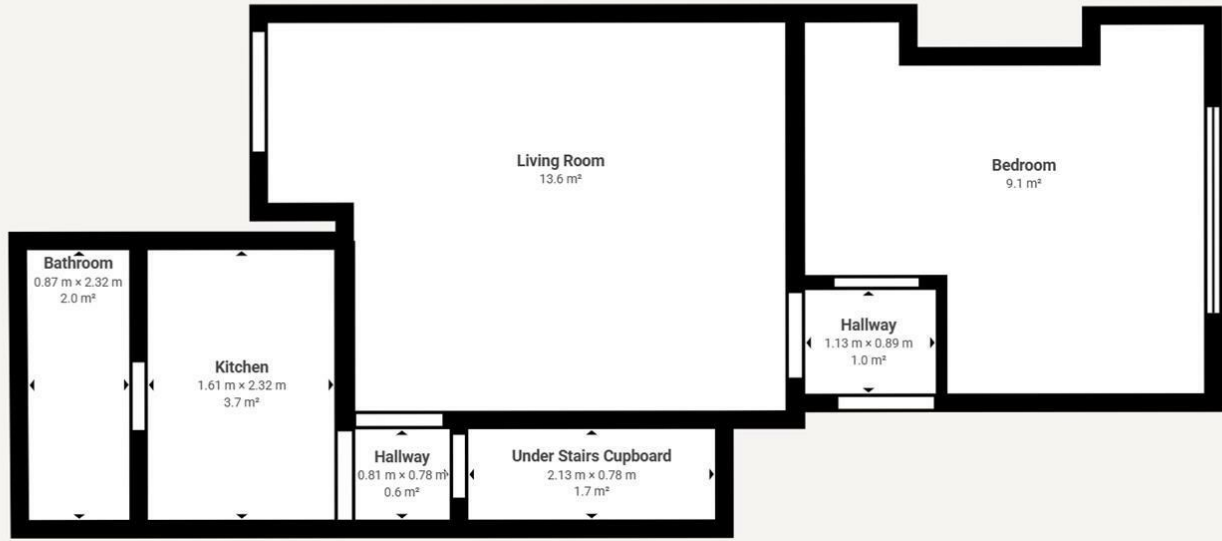 Living Room
13.6 m²
Bedroom
9.1 m²
Bathroom
0.87 m × 2.32 m
2.0 m²
Kitchen
1.61 m × 2.32 m
3.7 m²
Hallway
1.13 m × 0.89 m
1.0 m²
Hallway
0.81 m × 0.78 m
0.6 m²
Under Stairs Cupboard
2.13 m × 0.78 m
1.7 m²